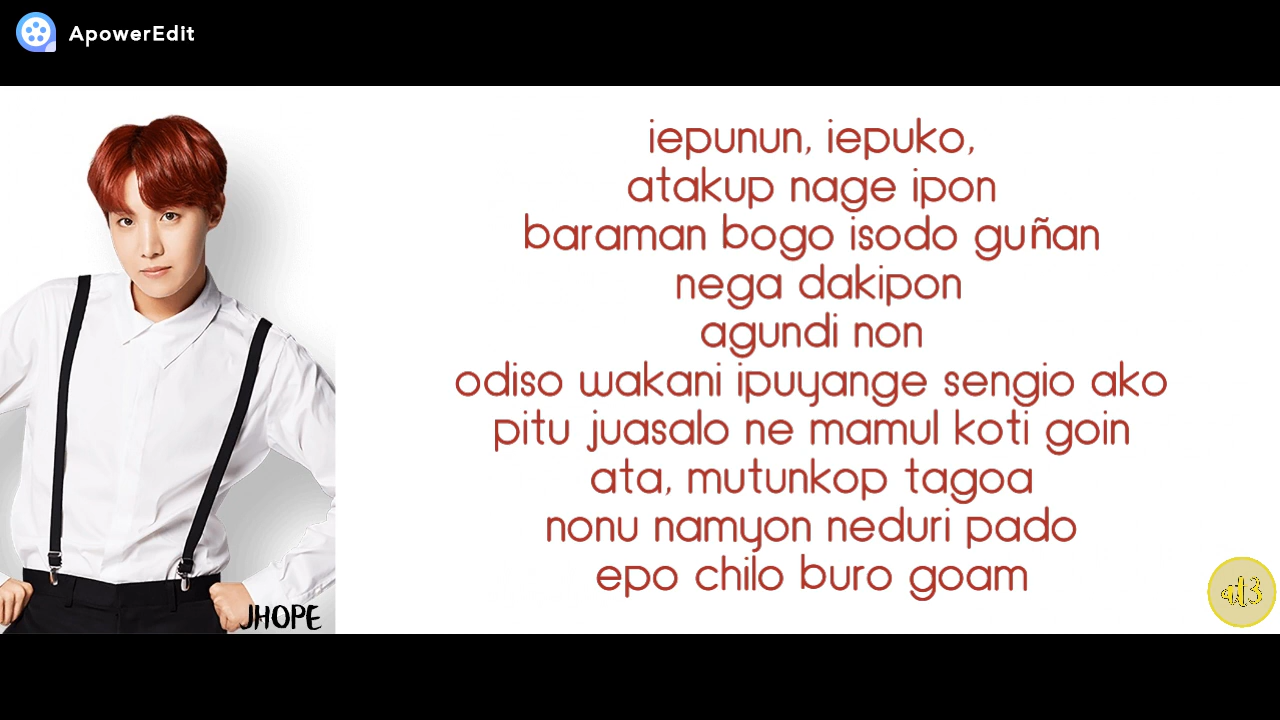 ApowerEdit
iepunun, iepuko,
atakup nage ipon
baraman bogo isodo guñan
nega dakipon
agundi non
odiso wakani ipuyange sengio ako
pitu juasalo ne mamul koti goin
ata, mutunkop tagoa
nonu namyon neduri pado
epo chilo buro goam
JHOPE